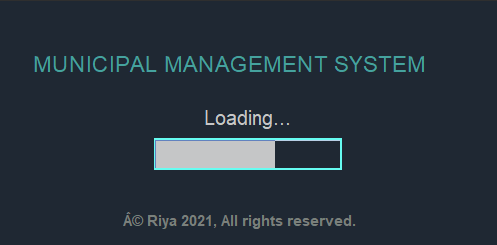 MUNICIPAL MANAGEMENT SYSTEM
Loading...
Á© Riya 2021, All rights reserved.